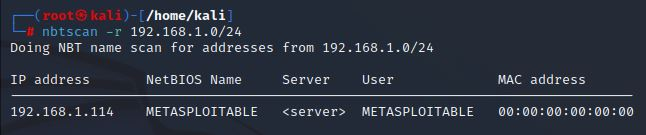 ┌──(root㉿kali)-[/home/kali]
└─# nbtscan -r 192.168.1.0/24
Doing NBT name scan for addresses from 192.168.1.0/24
IP address NetBIOS Name Server User MAC address
192.168.1.114 METASPLOITABLE <server> METASPLOITABLE 00:00:00:00:00:00